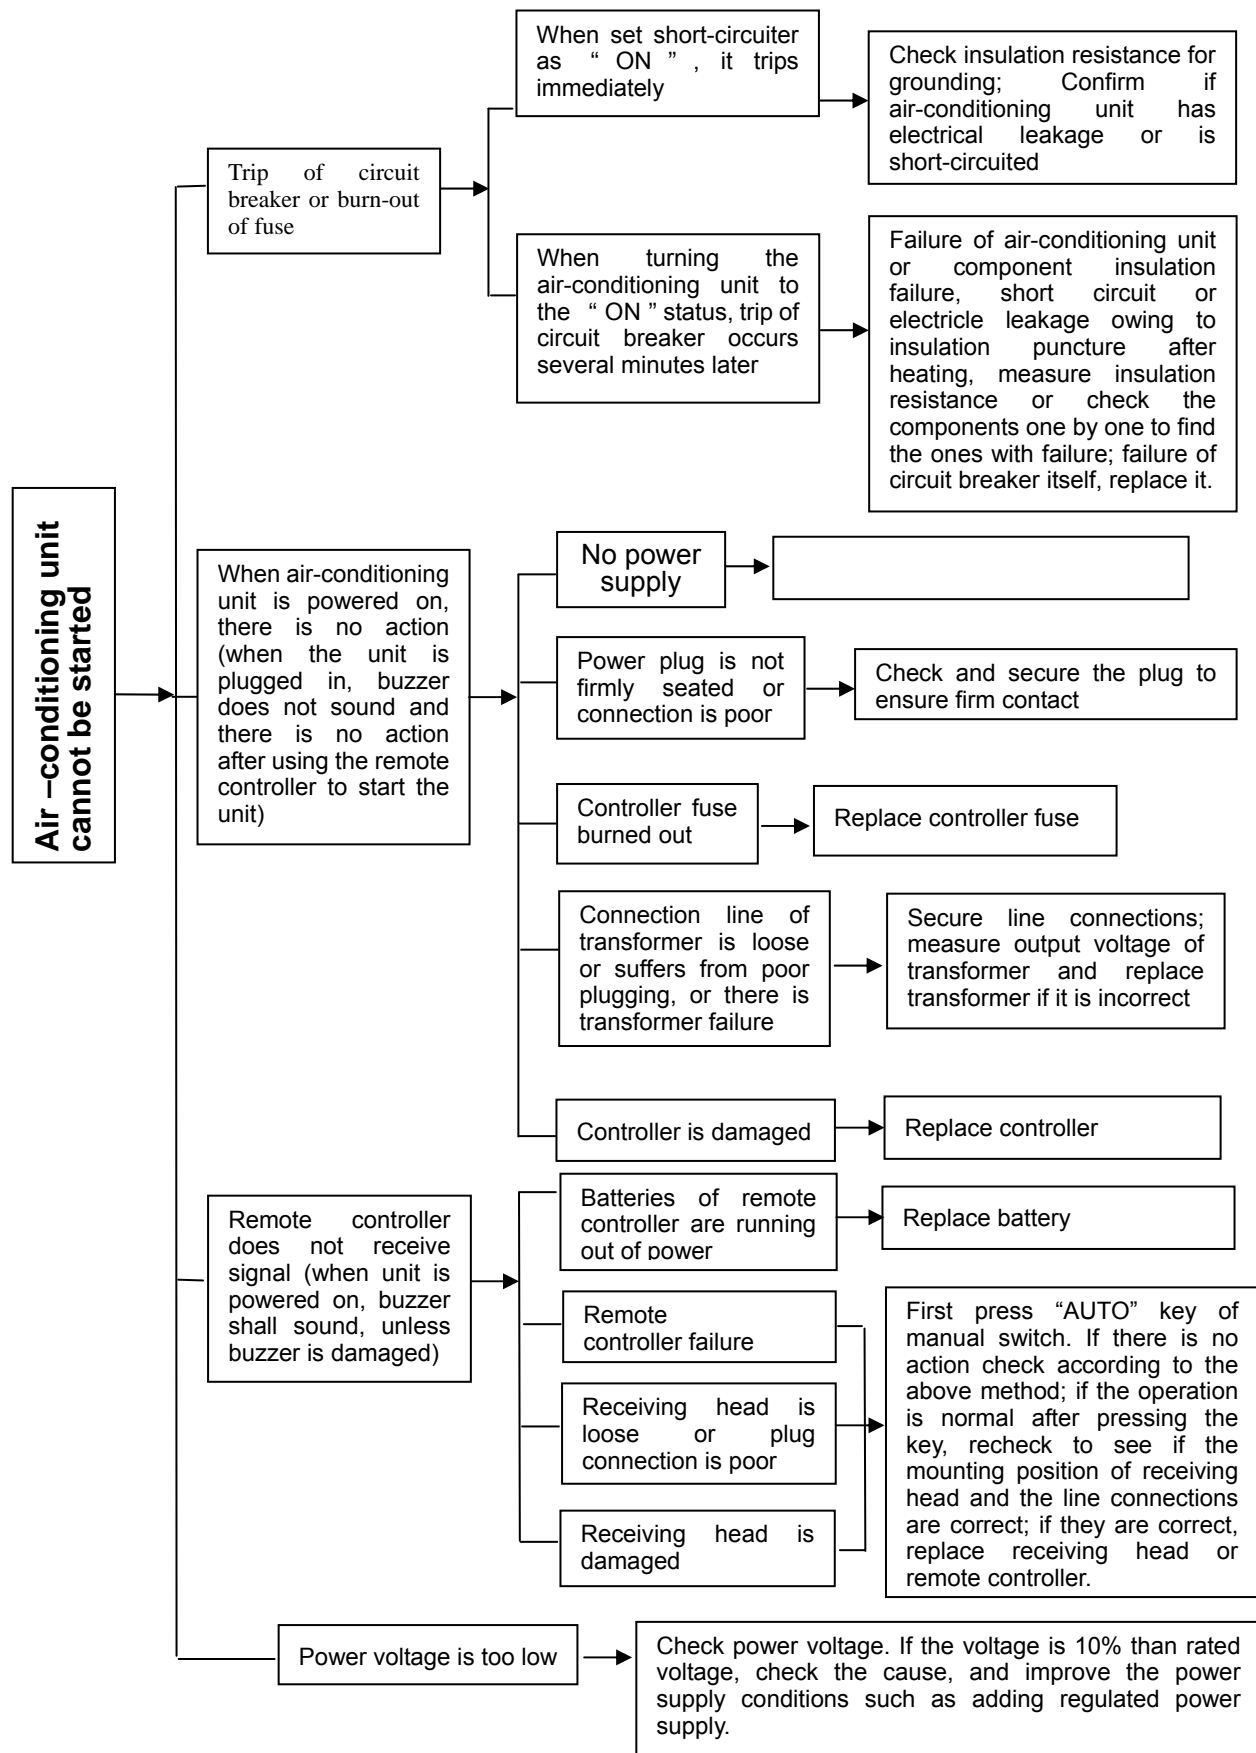 When set short-circuiter
as “ ON ” , it trips
immediately
Check insulation resistance for
grounding; Confirm if
air-conditioning unit has
electrical leakage or is
short-circuited
Trip of circuit
breaker or burn-out
of fuse
When turning the
air-conditioning unit to
the “ ON ” status, trip of
circuit breaker occurs
several minutes later
Failure of air-conditioning unit
or component insulation
failure, short circuit or
electricle leakage owing to
insulation puncture after
heating, measure insulation
resistance or check the
components one by one to find
the ones with failure; failure of
circuit breaker itself, replace it.
Air –conditioning unit
cannot be started
When air-conditioning
unit is powered on,
there is no action
(when the unit is
plugged in, buzzer
does not sound and
there is no action
after using the remote
controller to start the
unit)
No power
supply
Power plug is not
firmly seated or
connection is poor
Check and secure the plug to
ensure firm contact
Controller fuse
burned out
Replace controller fuse
Connection line of
transformer is loose
or suffers from poor
plugging, or there is
transformer failure
Secure line connections;
measure output voltage of
transformer and replace
transformer if it is incorrect
Controller is damaged
Replace controller
Remote controller
does not receive
signal (when unit is
powered on, buzzer
shall sound, unless
buzzer is damaged)
Batteries of remote
controller are running
out of power
Replace battery
Remote
controller failure
Receiving head is
loose or plug
connection is poor
Receiving head is
damaged
First press “AUTO” key of
manual switch. If there is no
action check according to the
above method; if the operation
is normal after pressing the
key, recheck to see if the
mounting position of receiving
head and the line connections
are correct; if they are correct,
replace receiving head or
remote controller.
Power voltage is too low
Check power voltage. If the voltage is 10% than rated
voltage, check the cause, and improve the power
supply conditions such as adding regulated power
supply.